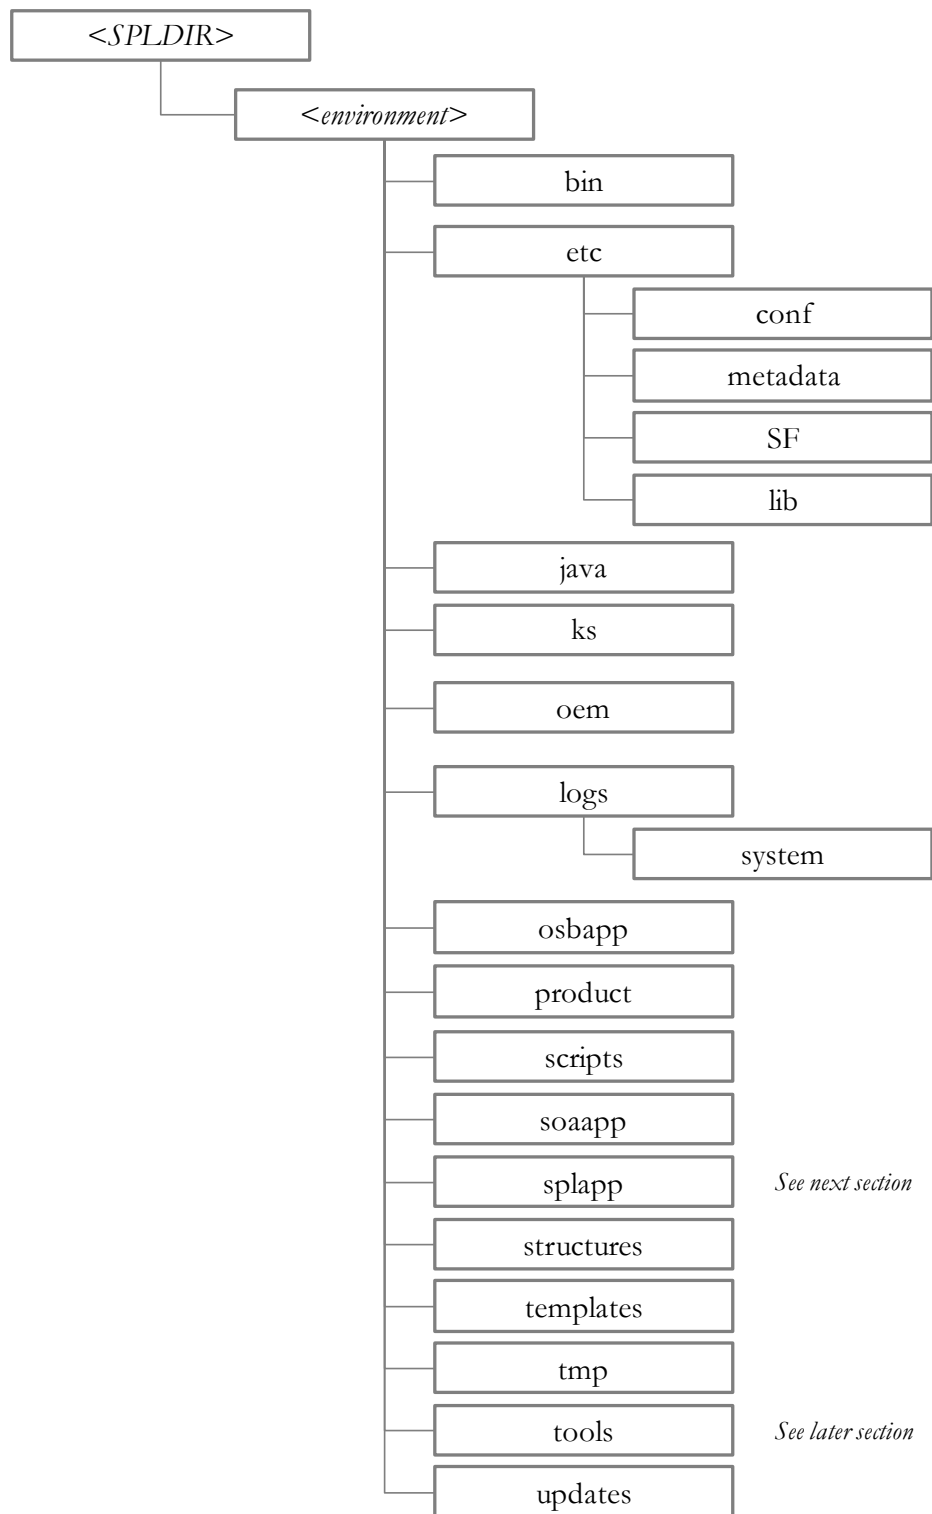 <SPLDIR>
<environment>
bin
etc
conf
metadata
SF
lib
java
ks
oem
logs
system
osbapp
product
scripts
soaapp
splapp See next section
structures
templates
tmp
tools See later section
updates